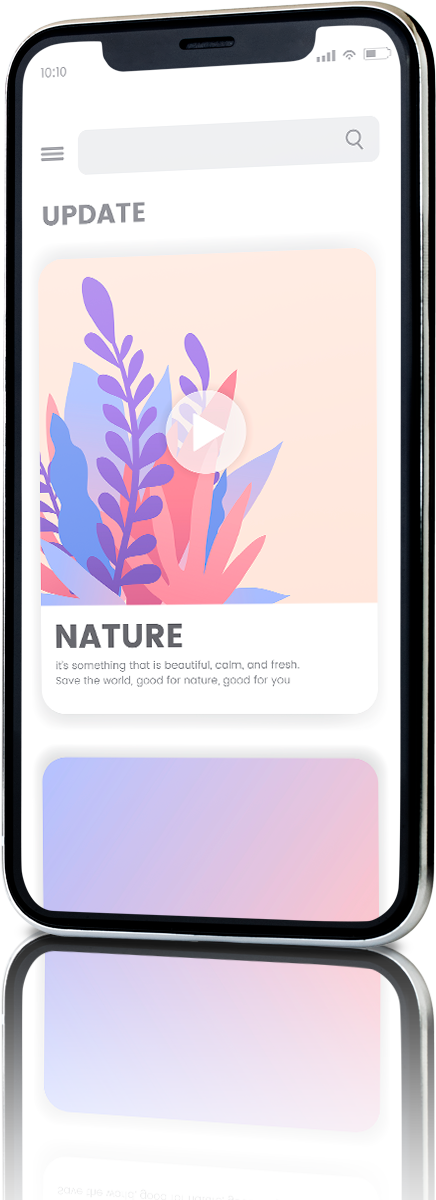 10:10
UPDATE
NATURE
it's something that is beautiful, calm, and fresh.
Save the world, good for nature, good for you